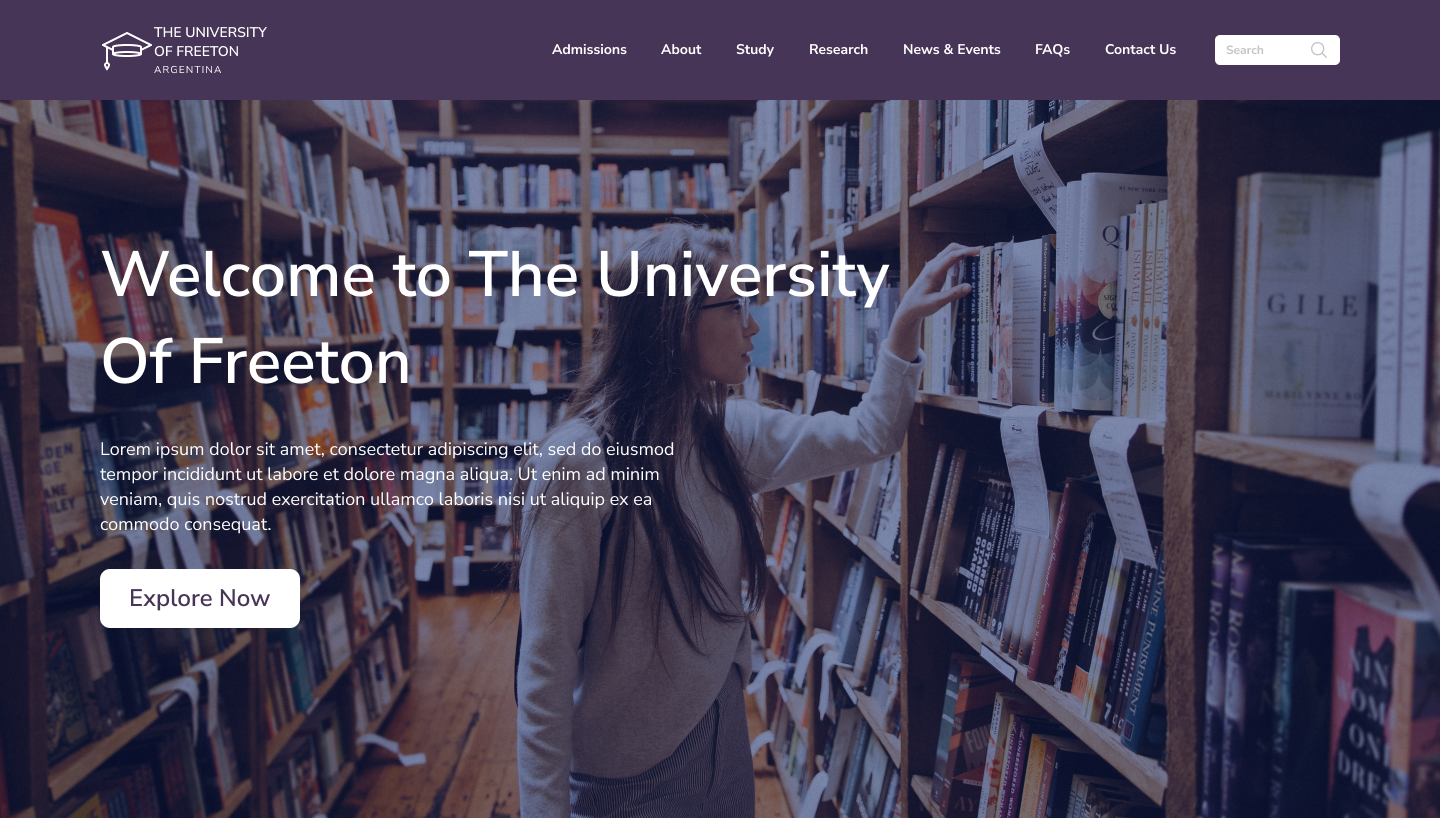 THE UNIVERSITY
OF FREETON
ARGENTINA
Admissions
About
Study
Research
News & Events
FAQs
Contact Us
Search
Welcome to The University
Of Freeton
Lorem ipsum dolor sit amet, consectetur adipiscing elit, sed do eiusmod
tempor incididunt ut labore et dolore magna aliqua. Ut enim ad minim
veniam, quis nostrud exercitation ullamco laboris nisi ut aliquip ex ea
commodo consequat.
Explore Now
FICTION
GILE